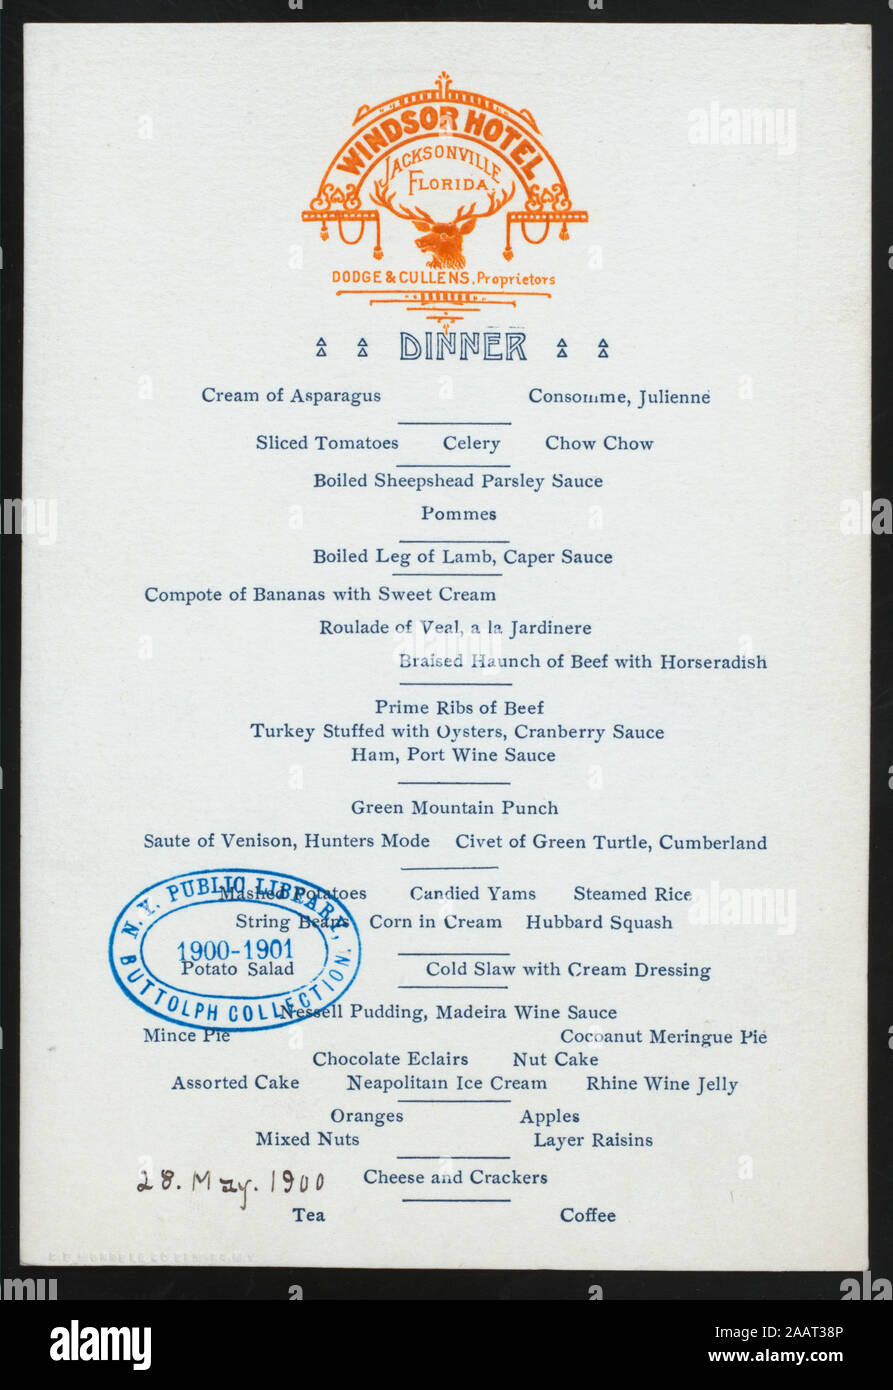 WINDSOR HOTEL
JACKSONVILLE
FLORIDA.
DODGE & CULLENS, Proprietors
DINNER
Cream of Asparagus Consomme, Julienne
Sliced Tomatoes Celery Chow Chow
Boiled Sheepshead Parsley Sauce
Pommes
Boiled Leg of Lamb, Caper Sauce
Compote of Bananas with Sweet Cream
Roulade of Veal, a la Jardinere
Braised Haunch of Beef with Horseradish
Prime Ribs of Beef
Turkey Stuffed with Oysters, Cranberry Sauce
Ham, Port Wine Sauce
Green Mountain Punch
Saute of Venison, Hunters Mode Civet of Green Turtle, Cumberland
Mashed Potatoes Candied Yams Steamed Rice
String Beans Corn in Cream Hubbard Squash
N.Y. PUBLIC LIBRARY,
1900-1901
BUTTOLPH COLLECTION.
Potato Salad Cold Slaw with Cream Dressing
Nessell Pudding, Madeira Wine Sauce
Mince Pie Cocoanut Meringue Pie
Chocolate Eclairs Nut Cake
Assorted Cake Neapolitain Ice Cream Rhine Wine Jelly
Oranges Apples
Mixed Nuts Layer Raisins
28. May. 1900 Cheese and Crackers
Tea Coffee
a alamy
alamy
Image ID: 2AAT38P
www.alamy.com